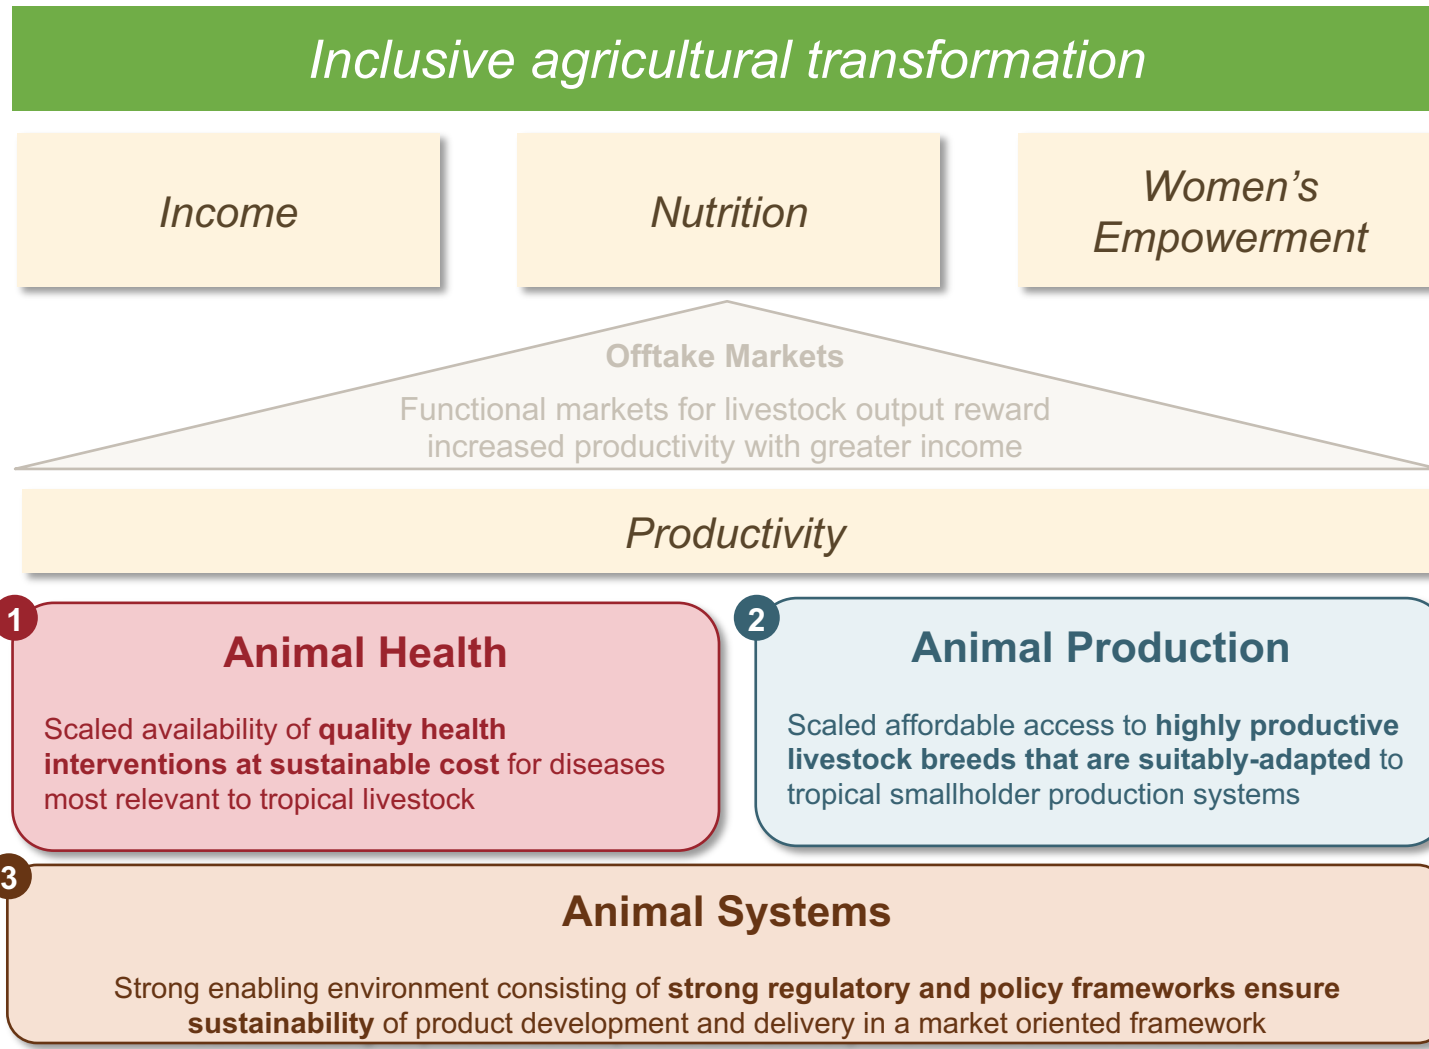 Inclusive agricultural transformation
Income
Nutrition
Women’s
Empowerment
Offtake Markets
Functional markets for livestock output reward
increased productivity with greater income
Productivity
1
Animal Health
Scaled availability of quality health
interventions at sustainable cost for diseases
most relevant to tropical livestock
2
Animal Production
Scaled affordable access to highly productive
livestock breeds that are suitably-adapted to
tropical smallholder production systems
3
Animal Systems
Strong enabling environment consisting of strong regulatory and policy frameworks ensure
sustainability of product development and delivery in a market oriented framework